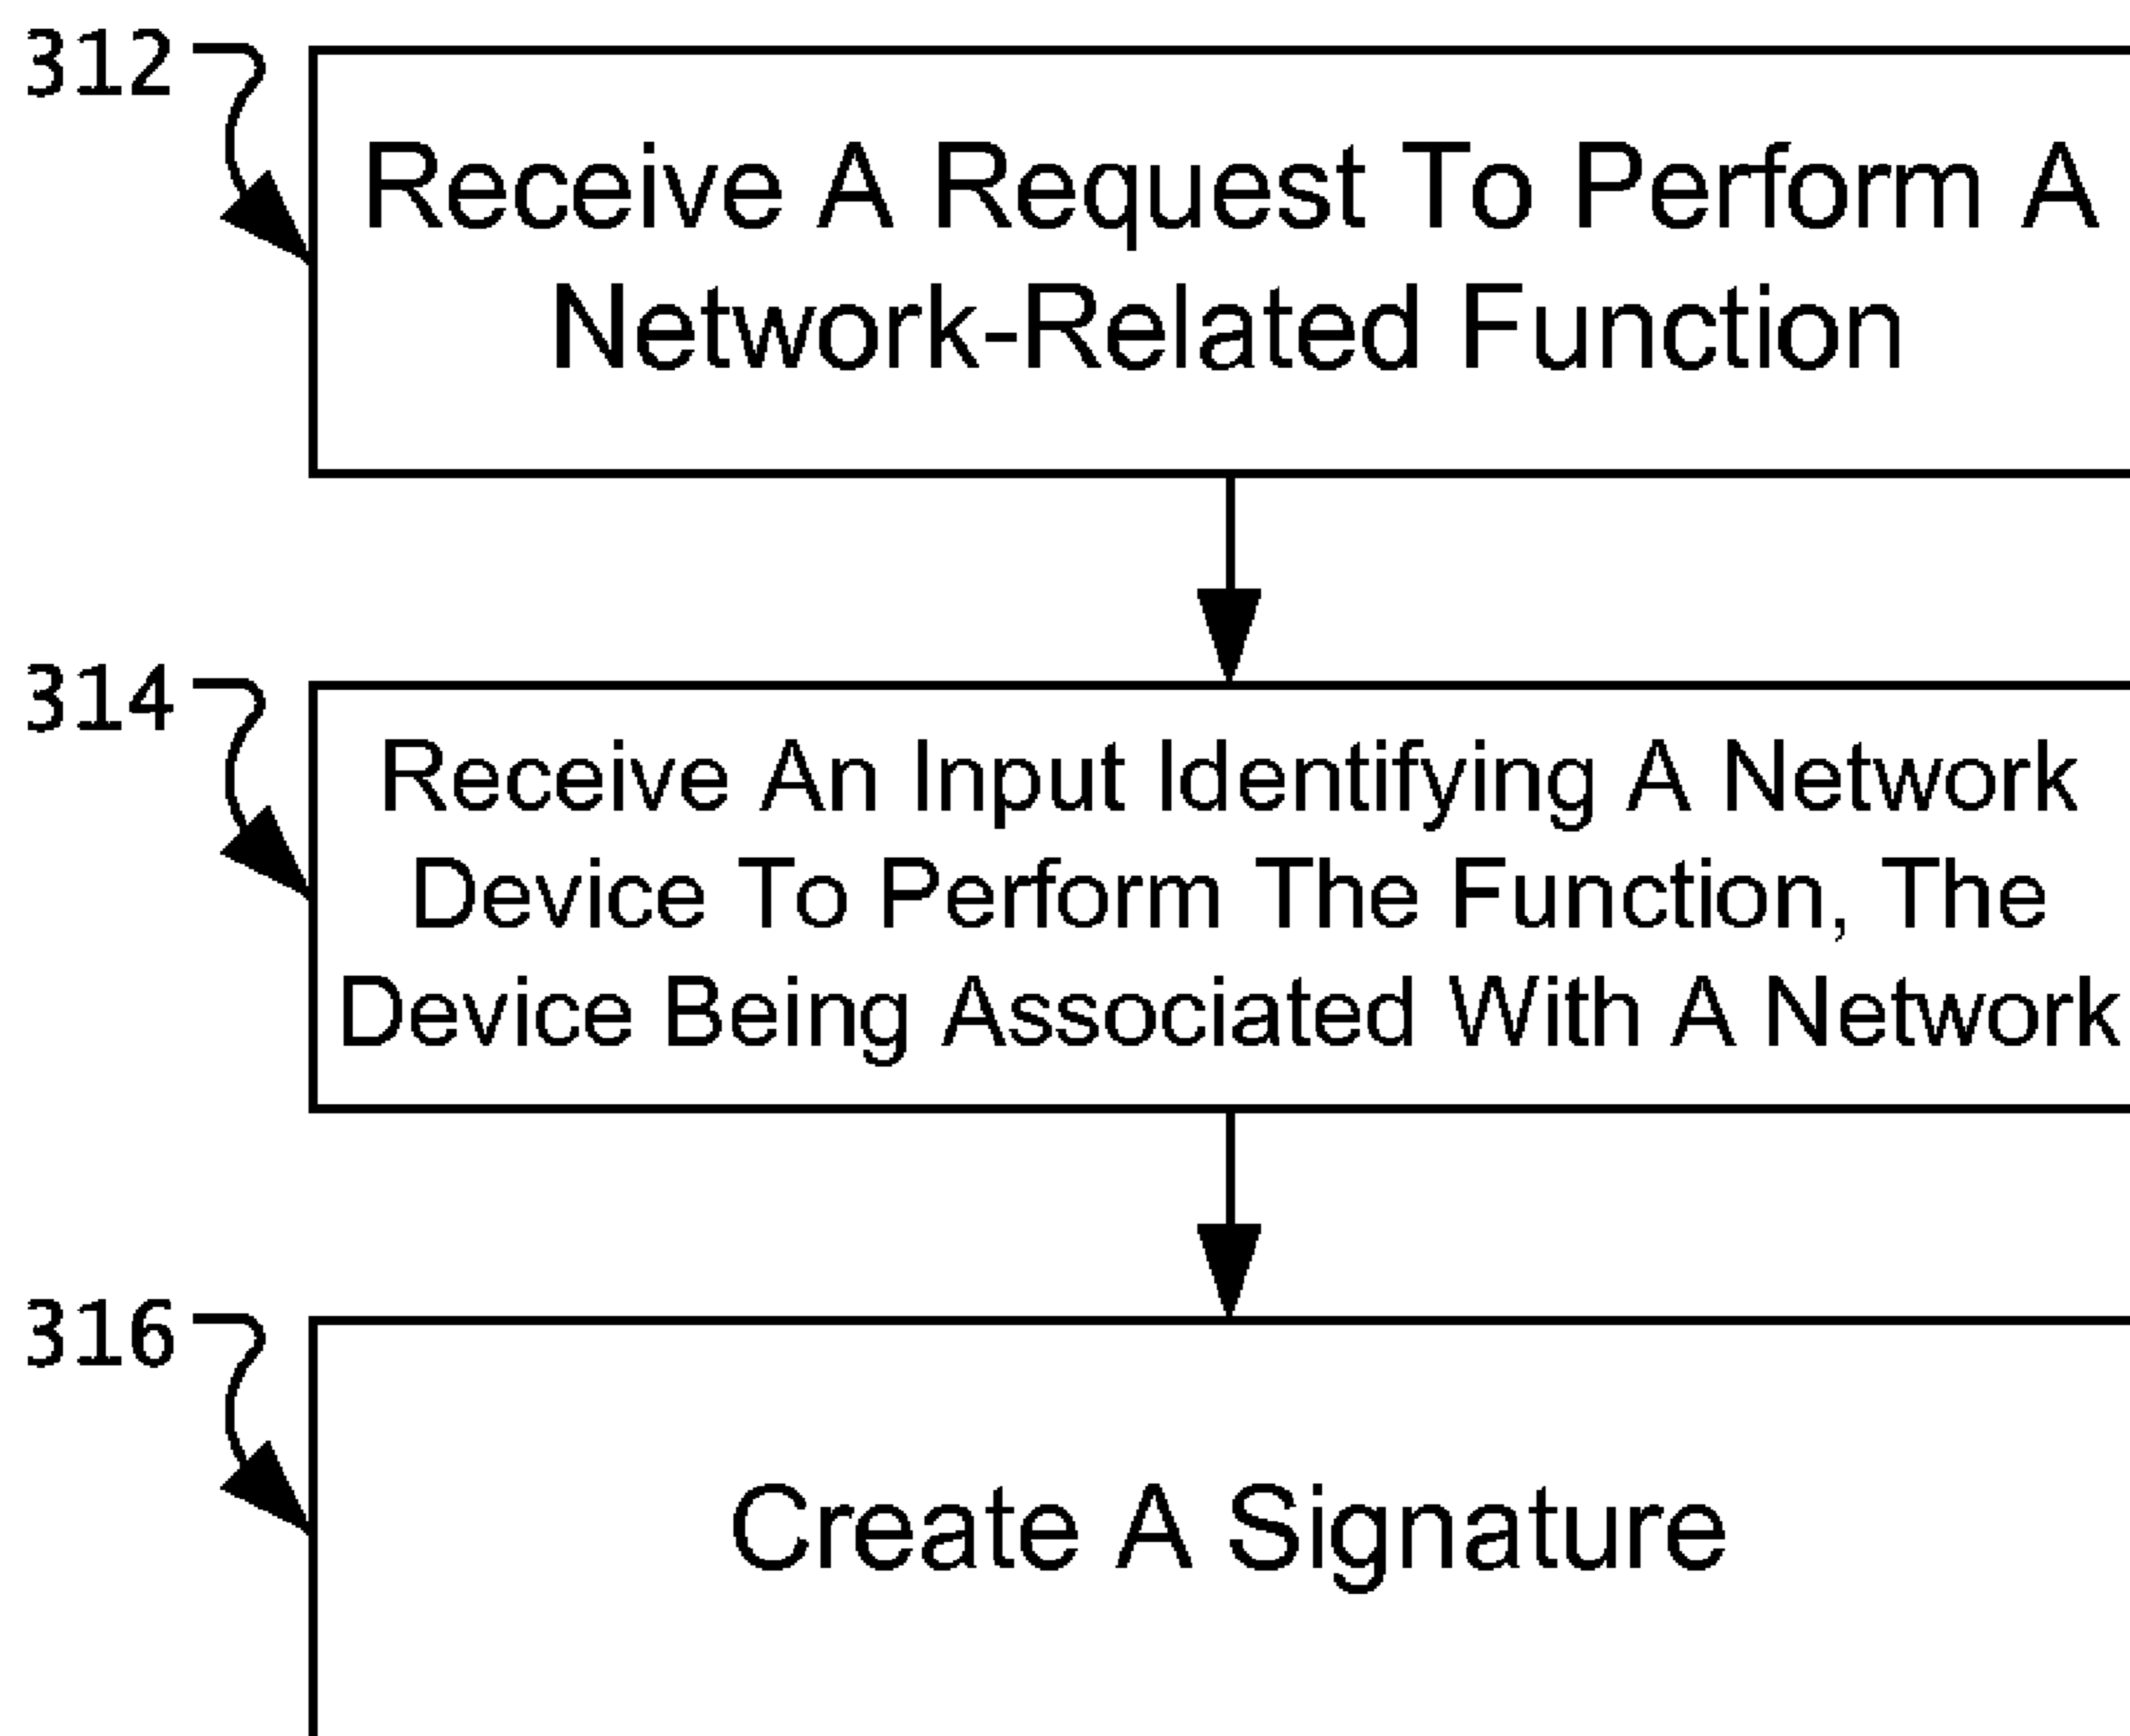 312
Receive A Request To Perform A
Network-Related Function
314
Receive An Input Identifying A Network
Device To Perform The Function, The
Device Being Associated With A Network
316
Create A Signature